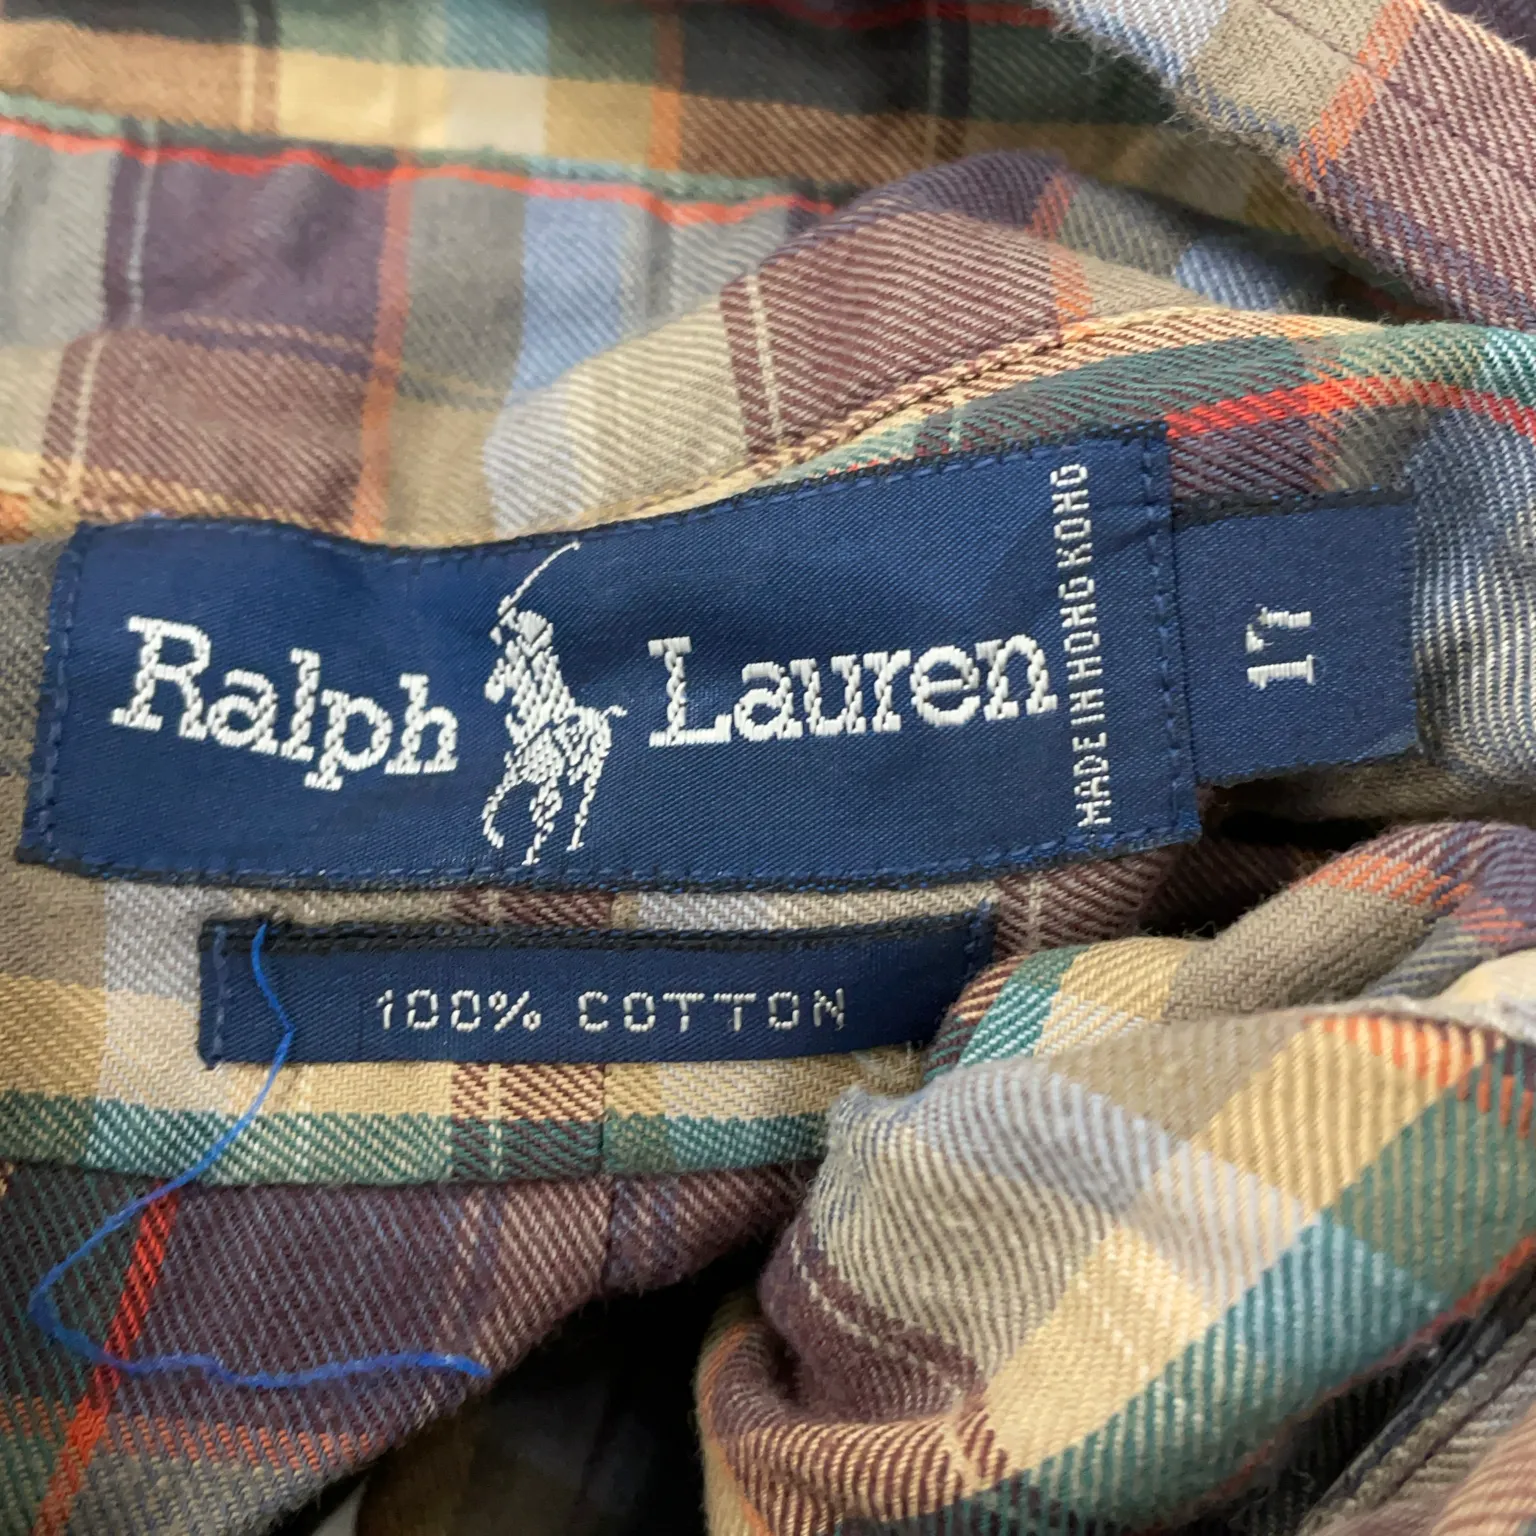 Ralph Lauren
MADE IN HONG KONG
17
100% COTTON